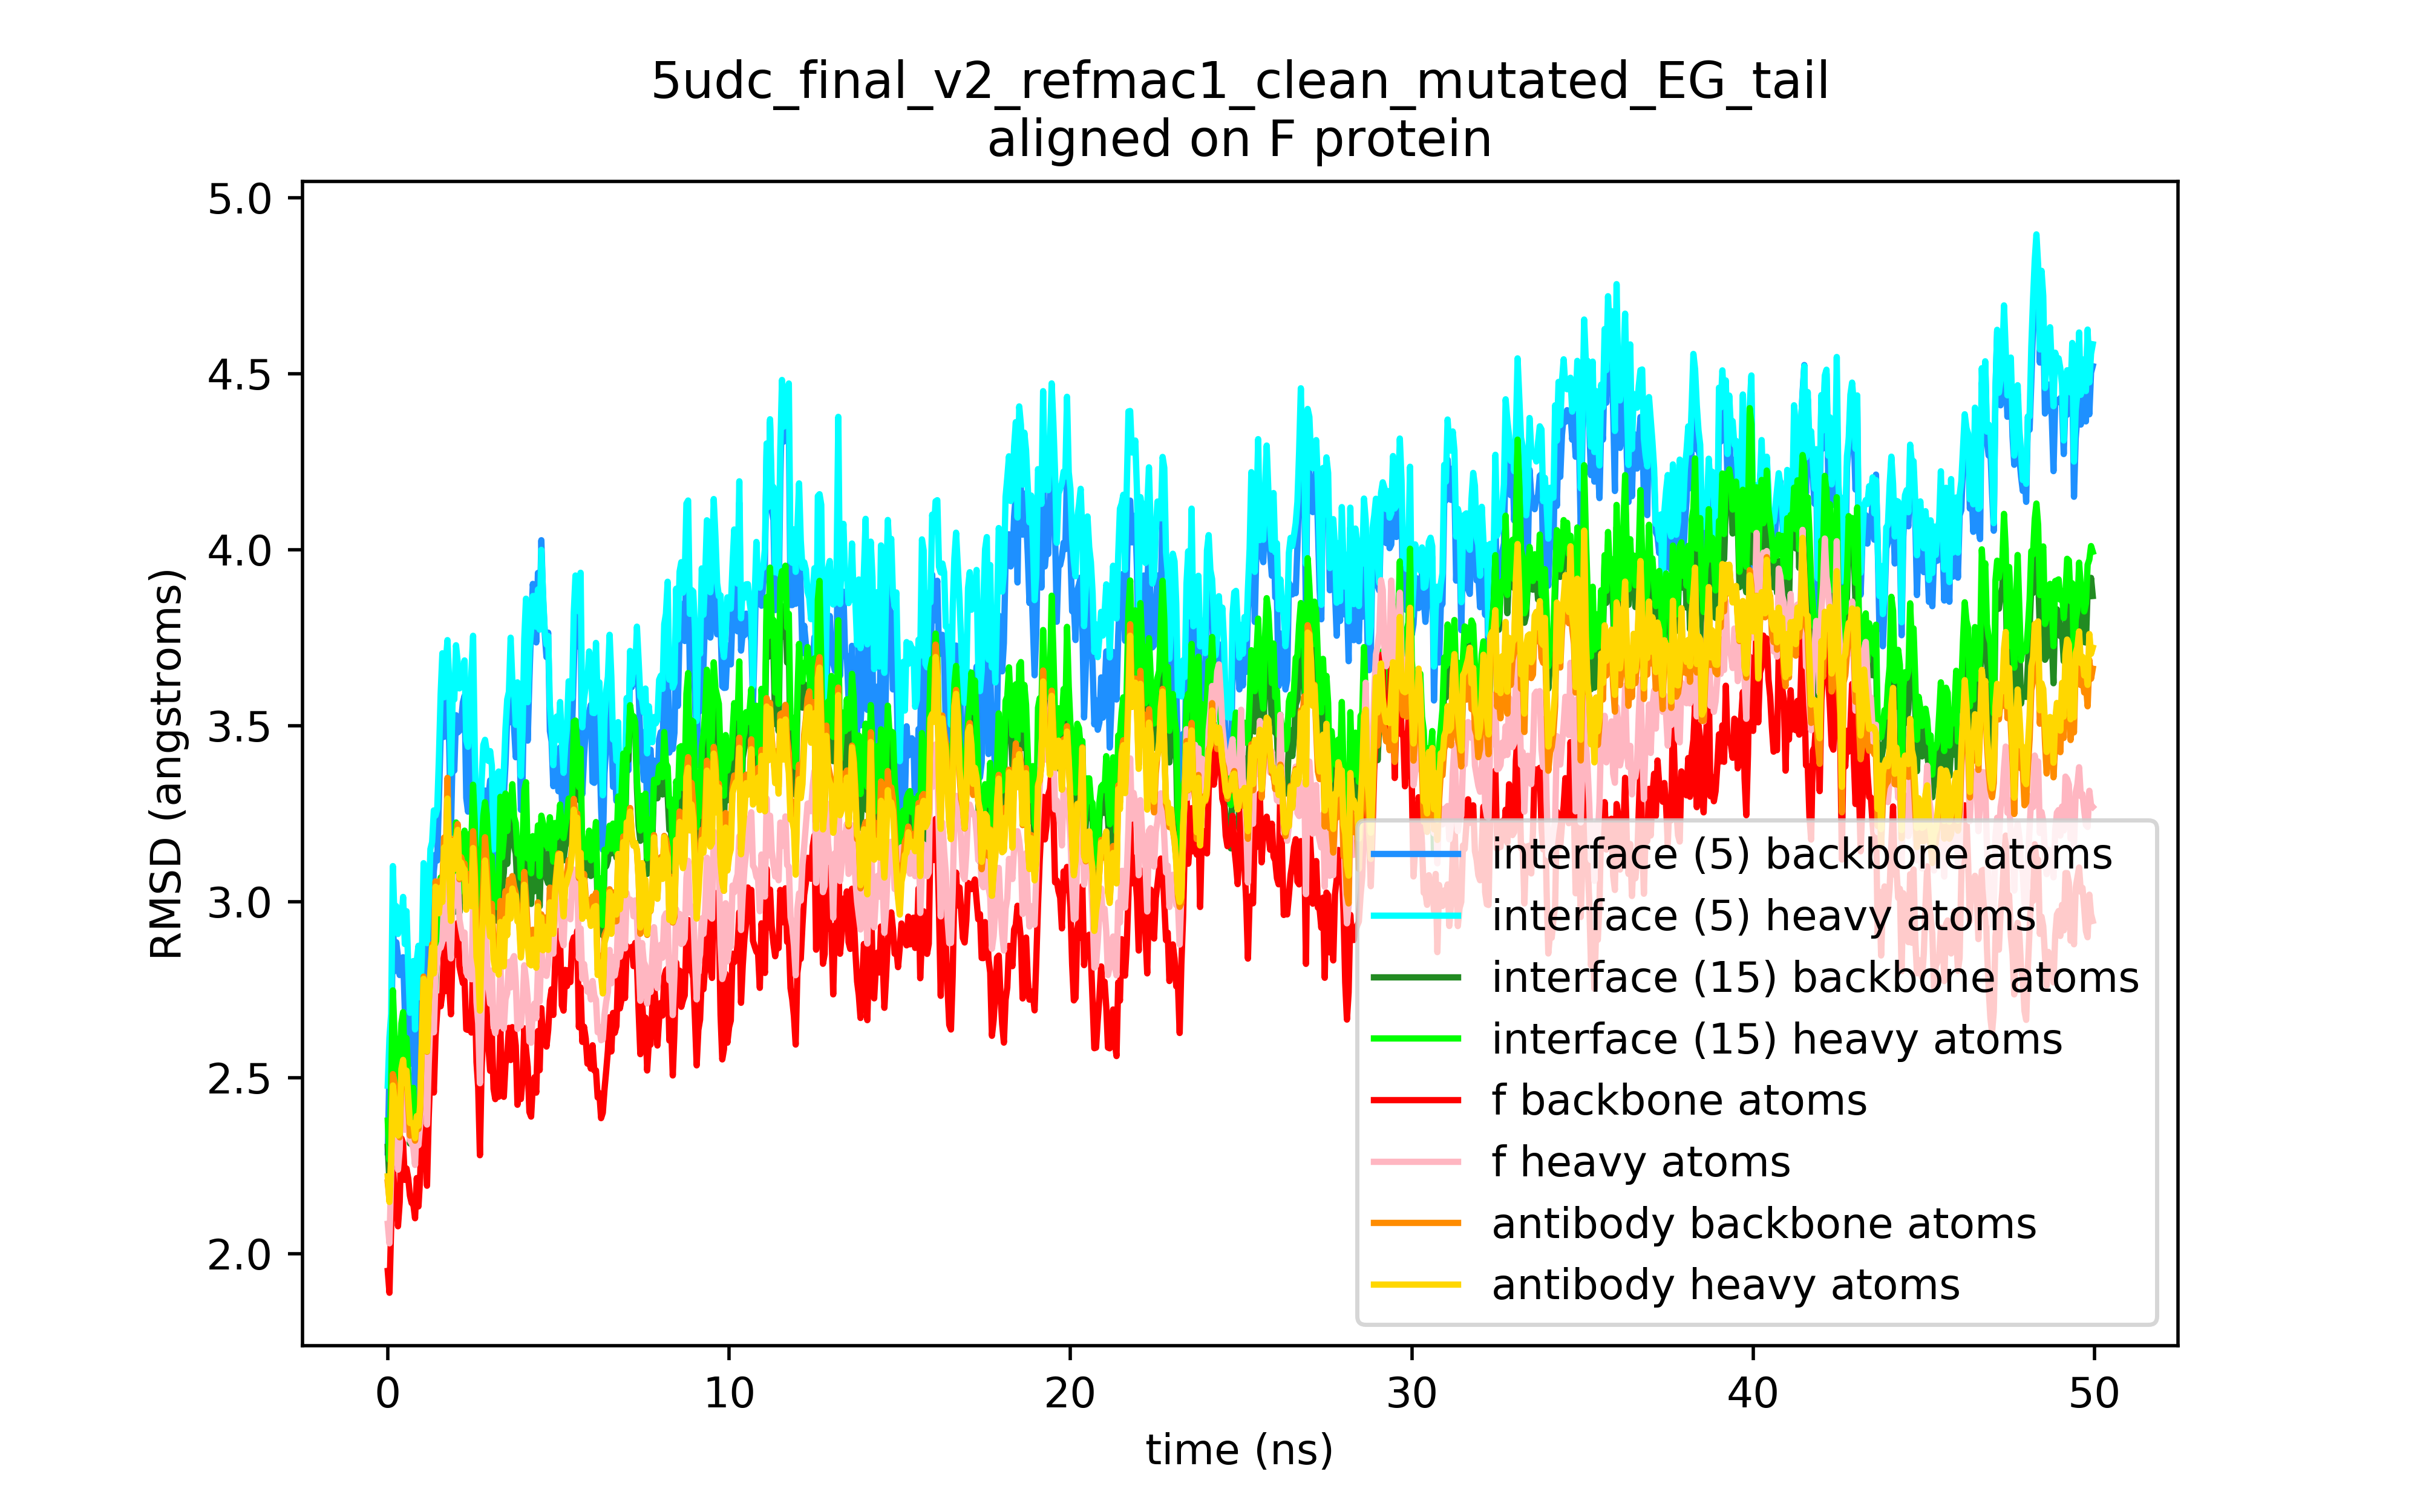 5udc_final_v2_refmac1_clean_mutated_EG_tail
aligned on F protein
RMSD (angstroms)
5.0
4.5
4.0
3.5
3.0
2.5
2.0
interface (5) backbone atoms
interface (5) heavy atoms
interface (15) backbone atoms
interface (15) heavy atoms
f backbone atoms
f heavy atoms
antibody backbone atoms
antibody heavy atoms
0 10 20 30 40 50
time (ns)